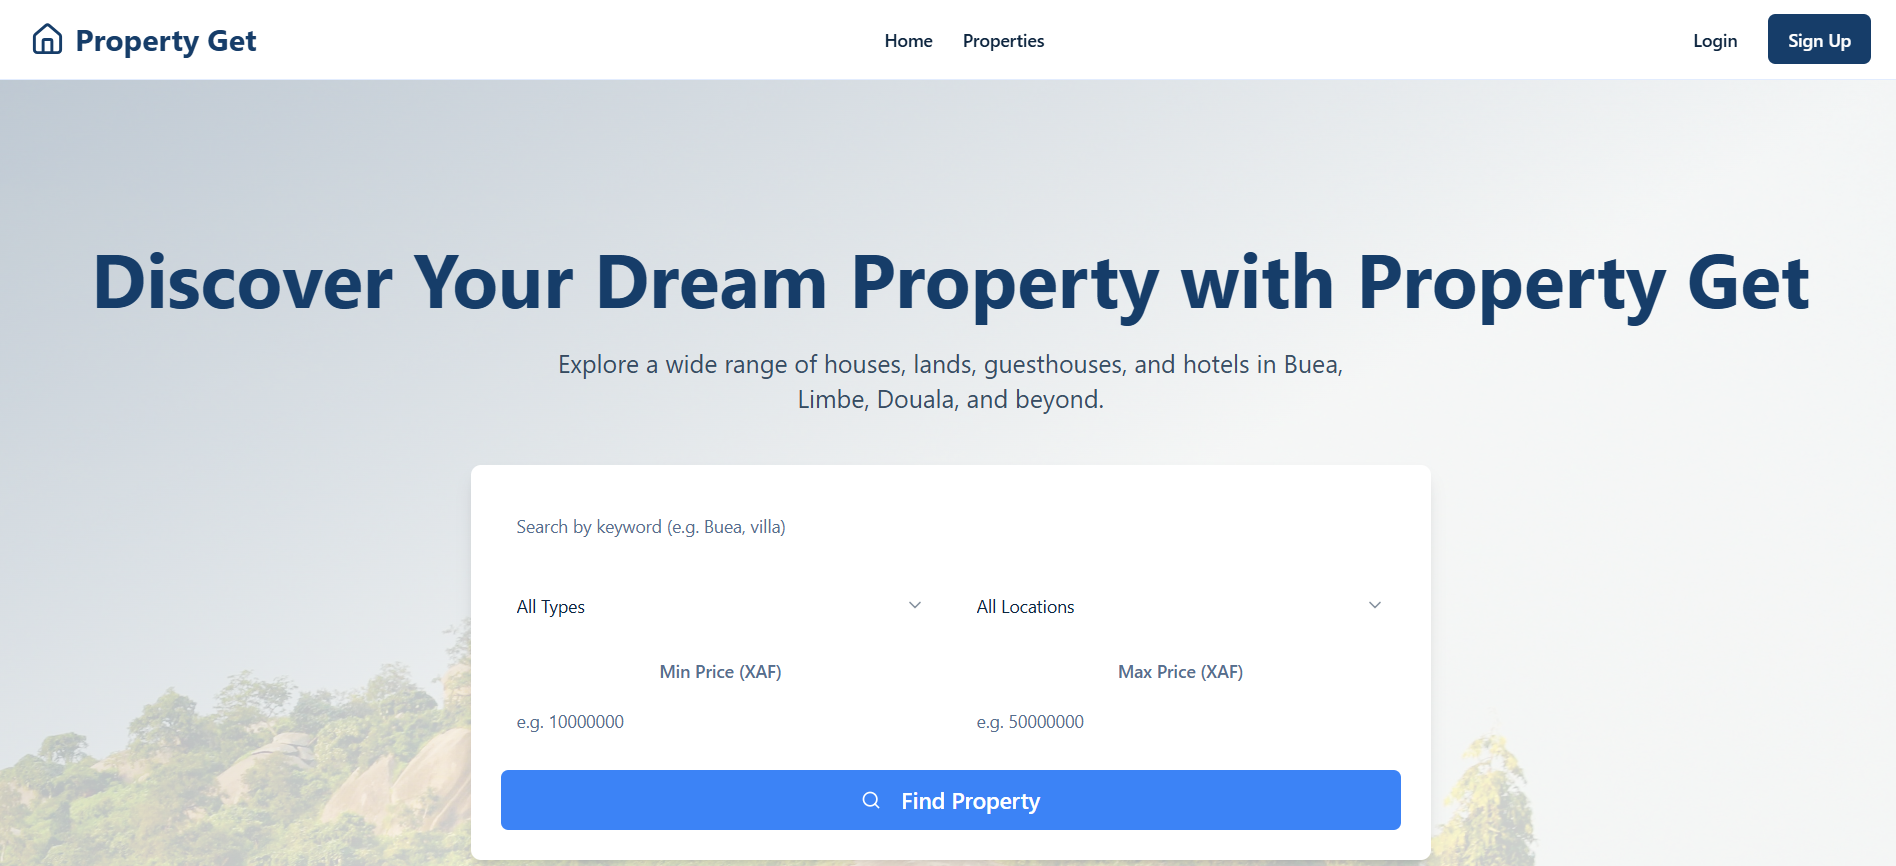 Property Get
Home
Properties
Login
Sign Up
Discover Your Dream Property with Property Get
Explore a wide range of houses, lands, guesthouses, and hotels in Buea,
Limbe, Douala, and beyond.
Search by keyword (e.g. Buea, villa)
All Types
All Locations
Min Price (XAF)
Max Price (XAF)
e.g. 10000000
e.g. 50000000
Find Property